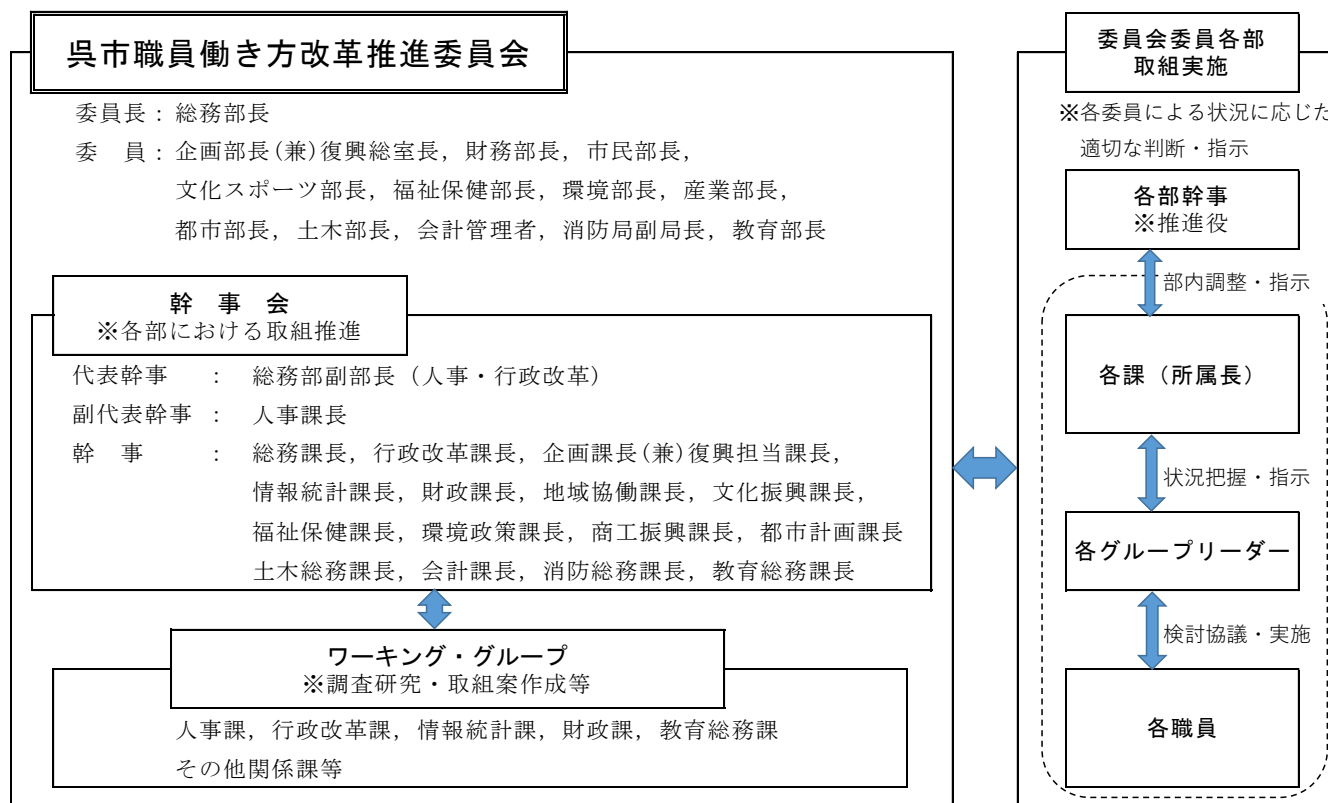 呉市職員働き方改革推進委員会
委員長：総務部長
委　員：企画部長(兼)復興総室長，財務部長，市民部長，
文化スポーツ部長，福祉保健部長，環境部長，産業部長，
都市部長，土木部長，会計管理者，消防局副局長，教育部長
幹　事　会
※各部における取組推進
代表幹事　：　総務部副部長（人事・行政改革）
副代表幹事　：　人事課長
幹　事　：　総務課長，行政改革課長，企画課長(兼)復興担当課長，
情報統計課長，財政課長，地域協働課長，文化振興課長，
福祉保健課長，環境政策課長，商工振興課長，都市計画課長
土木総務課長，会計課長，消防総務課長，教育総務課長
ワーキング・グループ
※調査研究・取組案作成等
人事課，行政改革課，情報統計課，財政課，教育総務課
その他関係課等
委員会委員各部
取組実施
※各委員による状況に応じた
適切な判断・指示
各部幹事
※推進役
部内調整・指示
各課（所属長）
状況把握・指示
各グループリーダー
検討協議・実施
各職員